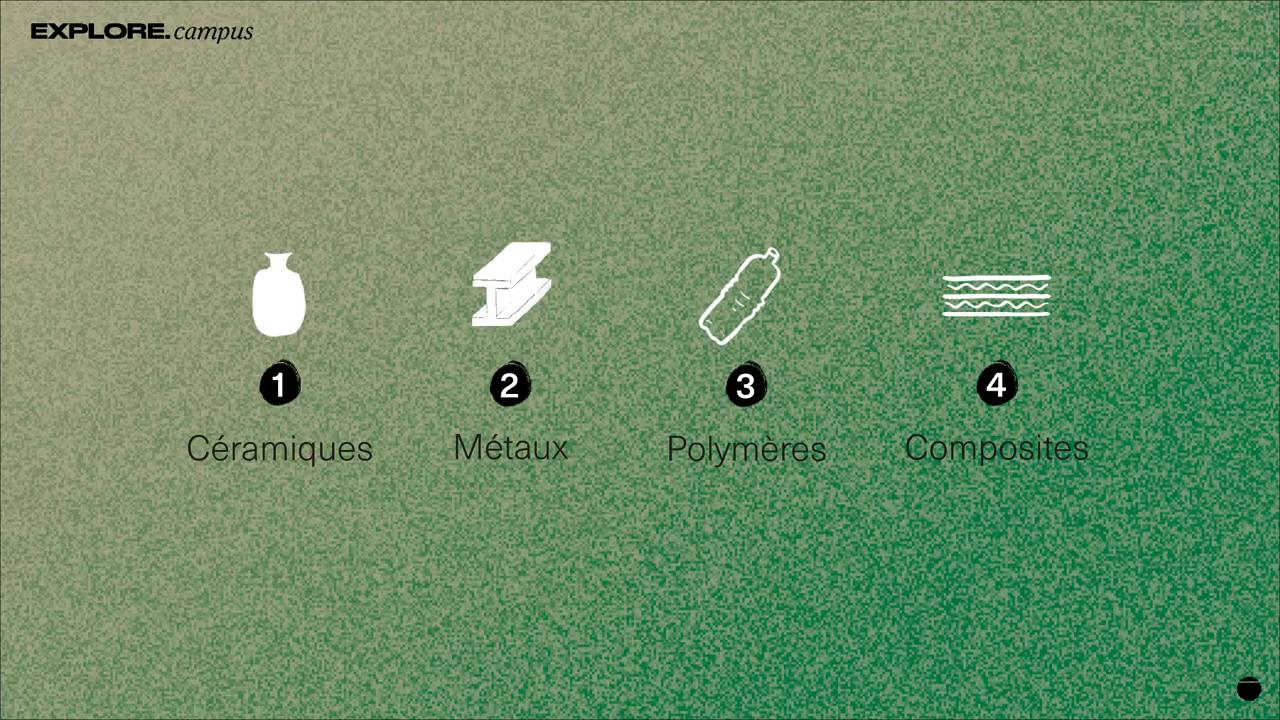 EXPLORE.campus
1
2
3
4
Céramiques
Métaux
Polymères
Composites